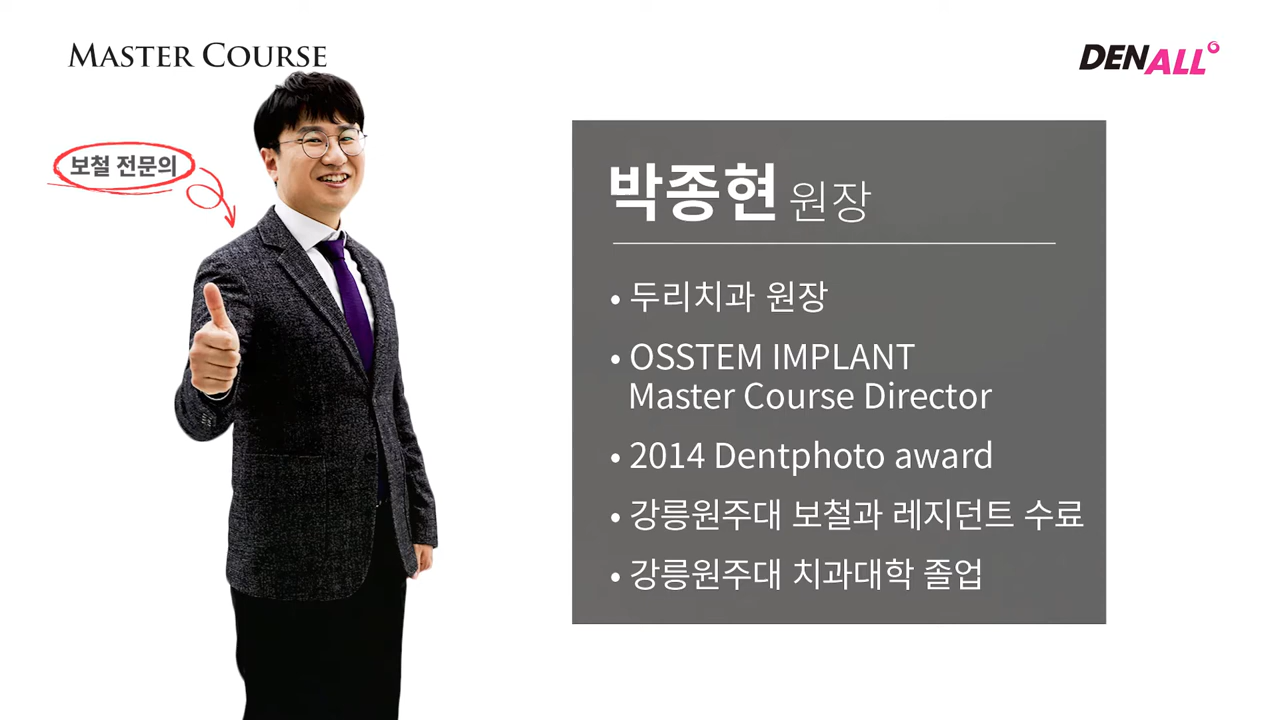 MASTER COURSE
DENALL
보철 전문의
박종현 원장
• 두리치과 원장
• OSSTEM IMPLANT
Master Course Director
• 2014 Dentphoto award
• 강릉원주대 보철과 레지던트 수료
• 강릉원주대 치과대학 졸업